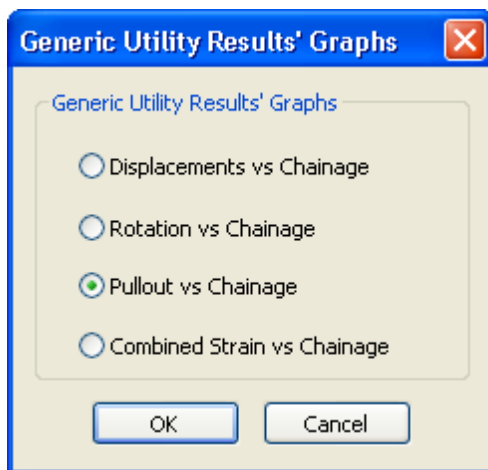 Generic Utility Results' Graphs
Generic Utility Results' Graphs
Displacements vs Chainage
Rotation vs Chainage
Pullout vs Chainage
Combined Strain vs Chainage
OK Cancel